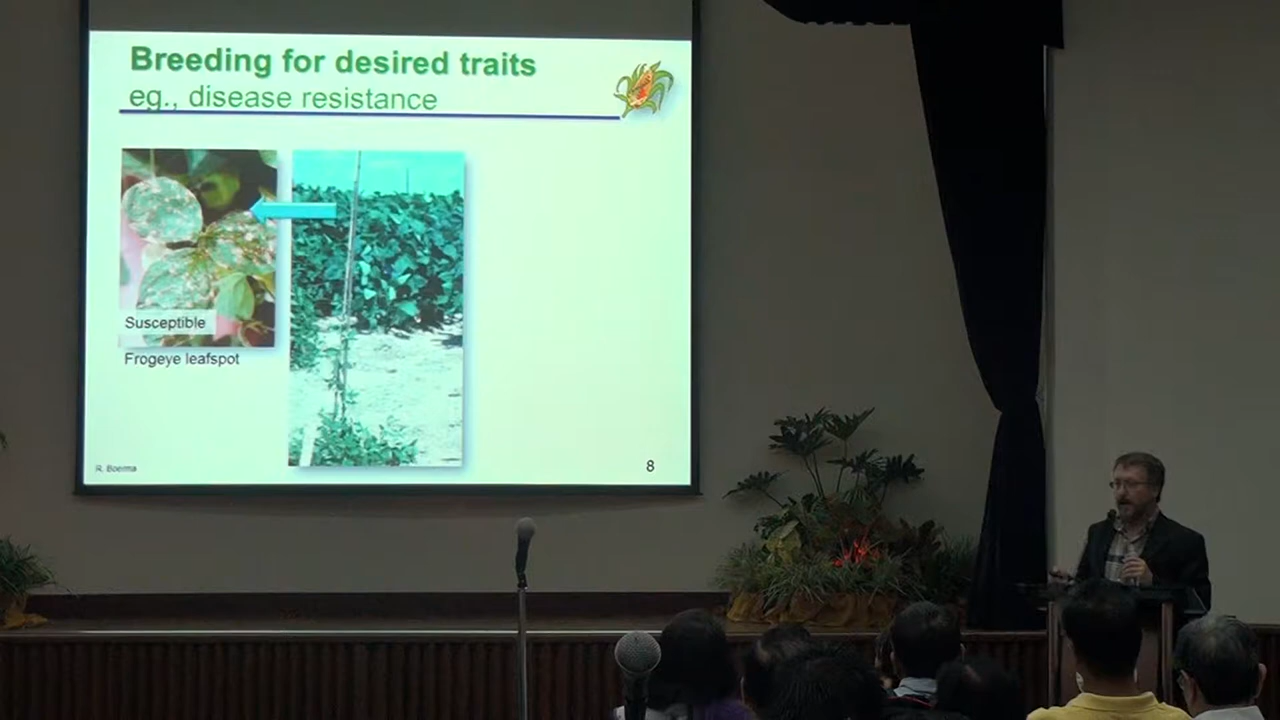 Breeding for desired traits
eg., disease resistance
Susceptible
Frogeye leafspot
R. Boerma
8